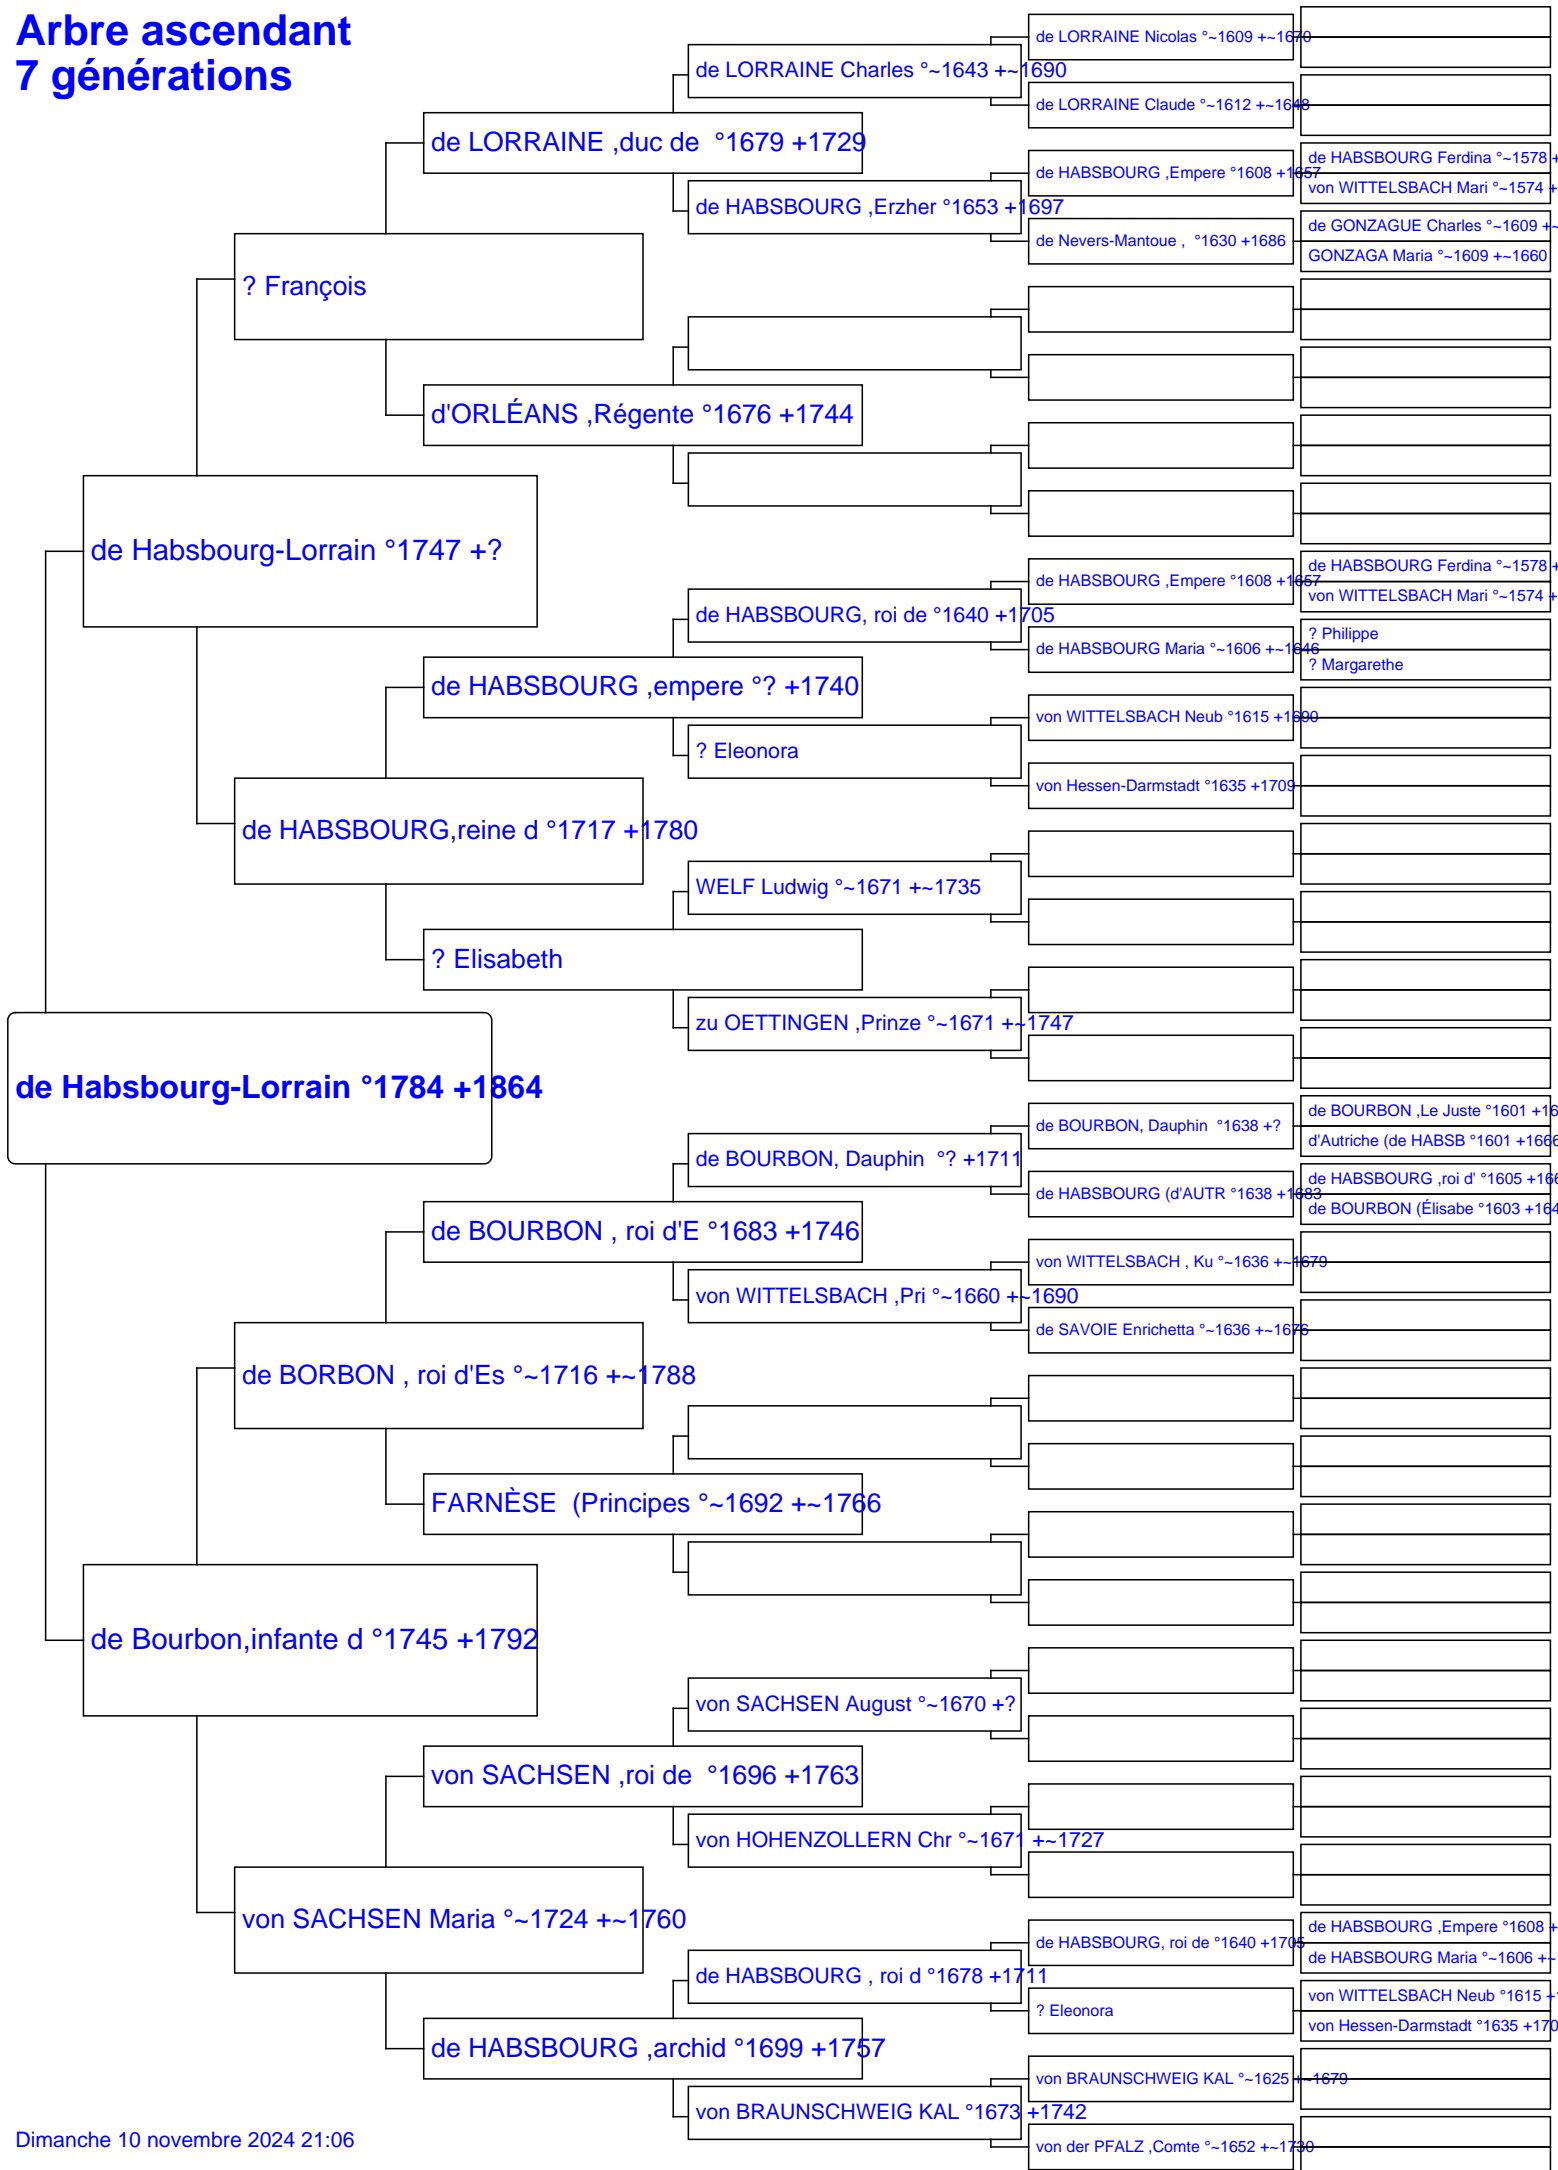 Arbre ascendant
7 générations
de LORRAINE Nicolas °~1609 +~1670
de LORRAINE Charles °~1643 +~1690
de LORRAINE Claude °~1612 +~1648
de LORRAINE ,duc de  °1679 +1729
de HABSBOURG Ferdina °~1578 +
de HABSBOURG ,Empere °1608 +1657
von WITTELSBACH Mari °~1574 +
de HABSBOURG ,Erzher °1653 +1697
de GONZAGUE Charles °~1609 +~
de Nevers-Mantoue ,  °1630 +1686
GONZAGA Maria °~1609 +~1660
? François
d'ORLÉANS ,Régente °1676 +1744
de Habsbourg-Lorrain °1747 +?
de HABSBOURG Ferdina °~1578 +
de HABSBOURG ,Empere °1608 +1657
von WITTELSBACH Mari °~1574 +
de HABSBOURG, roi de °1640 +1705
? Philippe
de HABSBOURG Maria °~1606 +~1646
? Margarethe
de HABSBOURG ,empere °? +1740
von WITTELSBACH Neub °1615 +1690
? Eleonora
von Hessen-Darmstadt °1635 +1709
de HABSBOURG,reine d °1717 +1780
WELF Ludwig °~1671 +~1735
? Elisabeth
zu OETTINGEN ,Prinze °~1671 +~1747
de Habsbourg-Lorrain °1784 +1864
de BOURBON ,Le Juste °1601 +16
de BOURBON, Dauphin  °1638 +?
d'Autriche (de HABSB °1601 +1666
de BOURBON, Dauphin  °? +1711
de HABSBOURG ,roi d' °1605 +166
de HABSBOURG (d'AUTR °1638 +1683
de BOURBON (Élisabe °1603 +164
de BOURBON , roi d'E °1683 +1746
von WITTELSBACH , Ku °~1636 +~1679
von WITTELSBACH ,Pri °~1660 +~1690
de SAVOIE Enrichetta °~1636 +~1676
de BORBON , roi d'Es °~1716 +~1788
FARNÈSE  (Principes °~1692 +~1766
de Bourbon,infante d °1745 +1792
von SACHSEN August °~1670 +?
von SACHSEN ,roi de  °1696 +1763
von HOHENZOLLERN Chr °~1671 +~1727
von SACHSEN Maria °~1724 +~1760
de HABSBOURG ,Empere °1608 +
de HABSBOURG, roi de °1640 +1705
de HABSBOURG Maria °~1606 +~
de HABSBOURG , roi d °1678 +1711
von WITTELSBACH Neub °1615 +1
? Eleonora
von Hessen-Darmstadt °1635 +170
de HABSBOURG ,archid °1699 +1757
von BRAUNSCHWEIG KAL °~1625 +~1679
von BRAUNSCHWEIG KAL °1673 +1742
von der PFALZ ,Comte °~1652 +~1730
Dimanche 10 novembre 2024 21:06